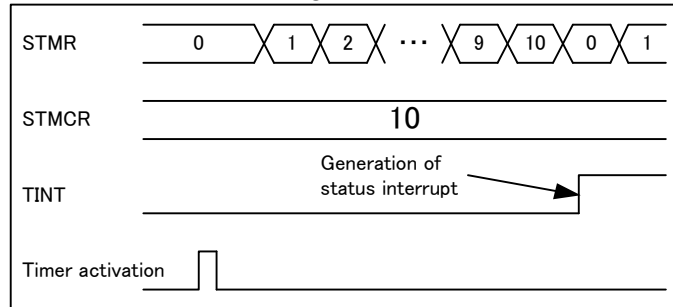 STMR 0 1 2 ··· 9 10 0 1
STMCR 10
Generation of
status interrupt
TINT
Timer activation